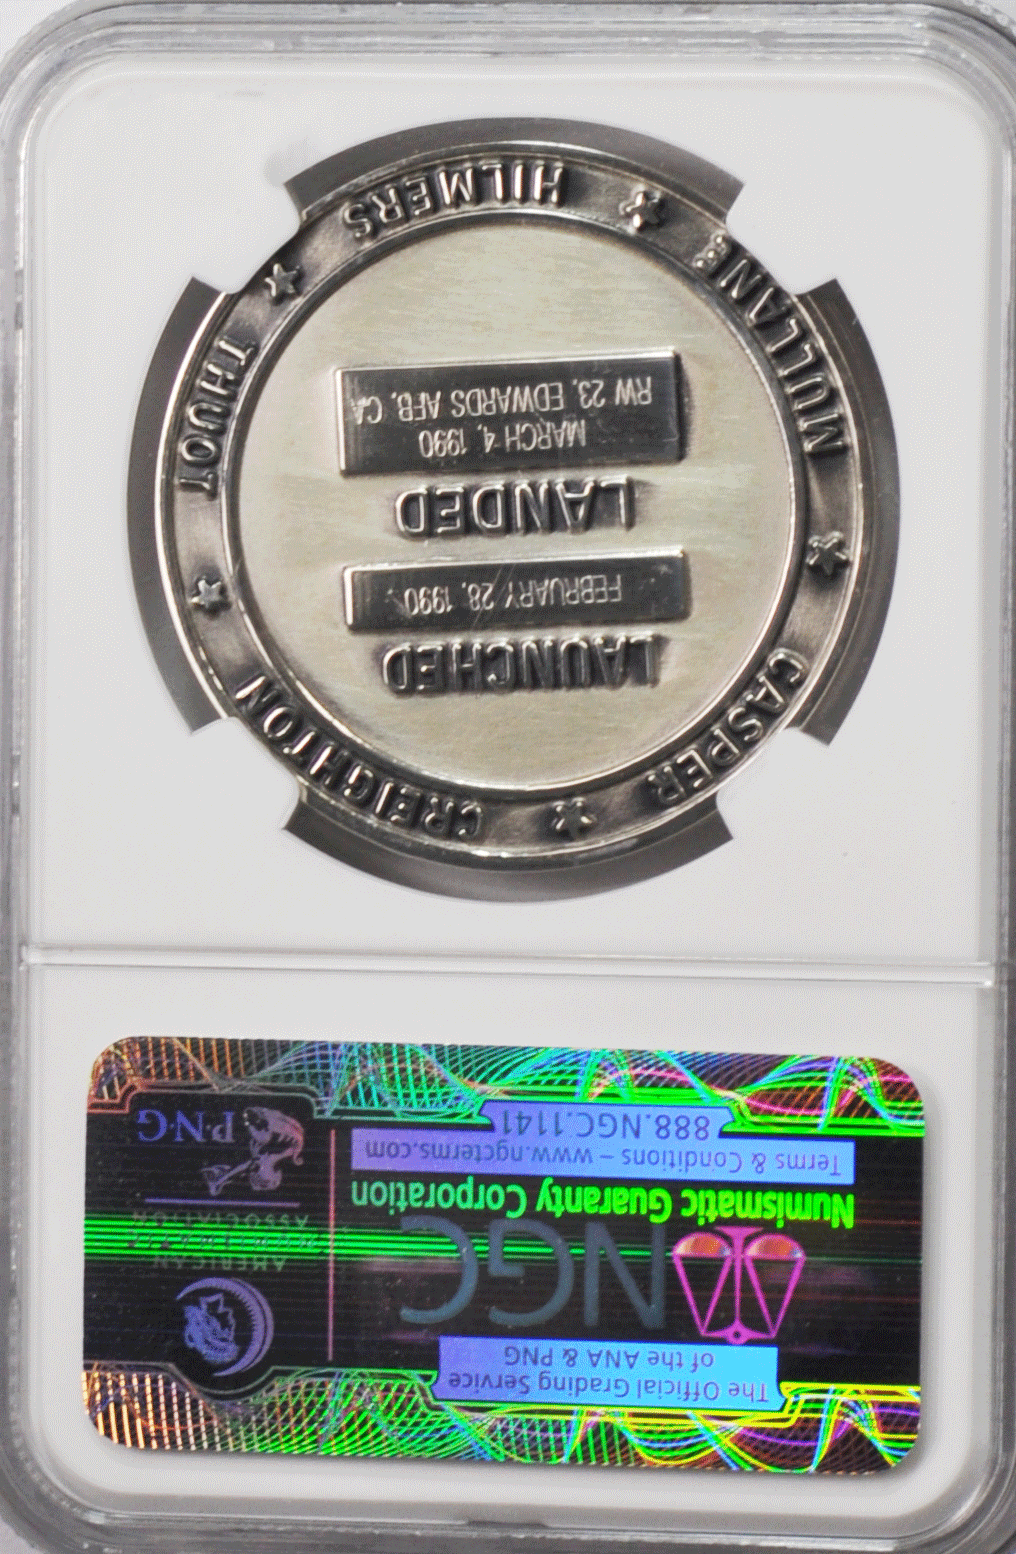 The Official Grading Service
of the ANA & PNG
NGC
Numismatic Guaranty Corporation
Terms & Conditions – www.ngcterms.com
888.NGC.1141
AMERICAN
NUMISMATIC
ASSOCIATION
P·N·G
CASPER
CREIGHTON
LAUNCHED
FEBRUARY 28, 1990
LANDED
MARCH 4, 1990
RW 23, EDWARDS AFB, CA
MULLANE
HILMERS
THUOT